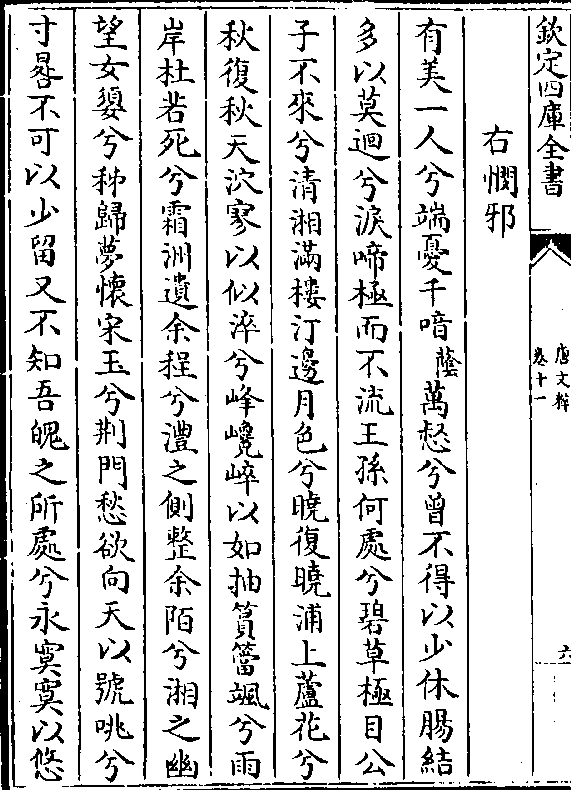 欽定四庫全書
唐文粹
卷十一
六
右憫邪
有美一人兮端憂千喑䕃萬愁兮曾不得以少休腸結
多以莫迴兮淚啼極而不流王孫何處兮碧草極目公
子不來兮清湘滿樓汀邊月色兮曉復曉浦上蘆花兮
秋復秋天泬寥以似淬兮峰巉崪以如抽篔簹颯兮雨
岸杜若死兮霜洲遺余程兮澧之側整余陌兮湘之幽
望女嬃兮秭歸夢懷宋玉兮荆門愁欲向天以號咷兮
寸晷不可以少留又不知吾魄之所處兮永寞寞以悠